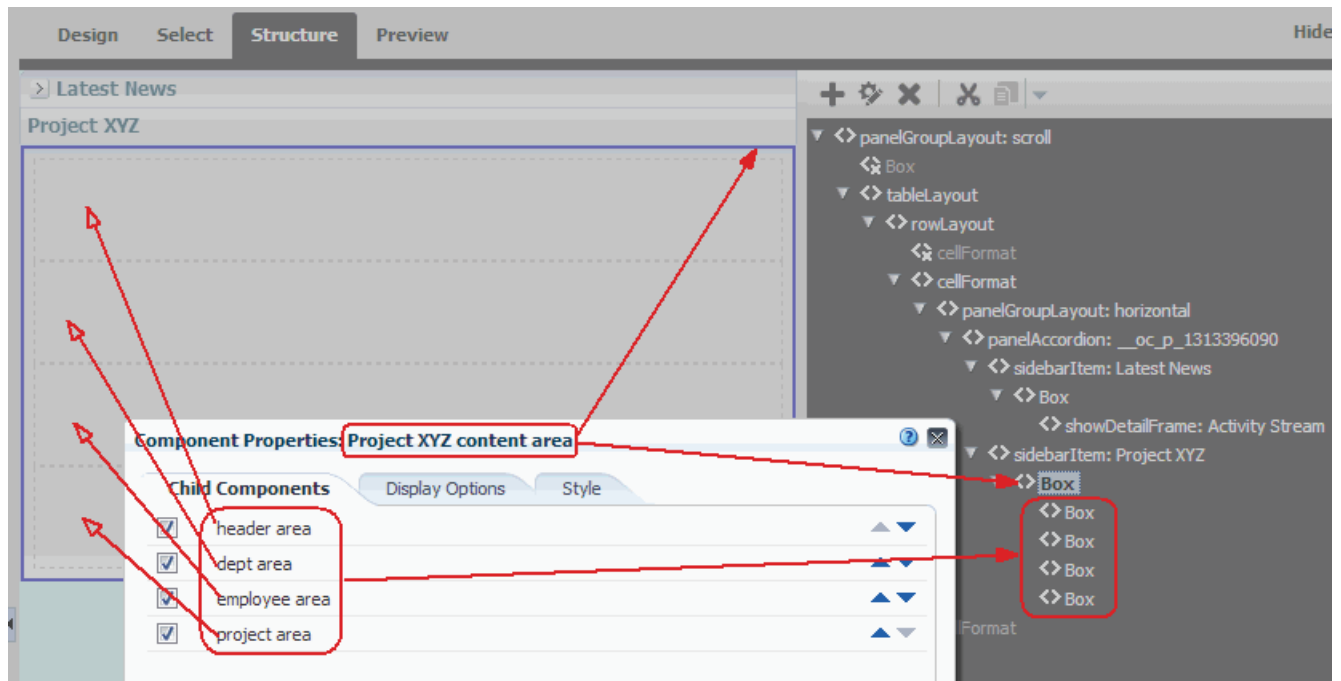 Design Select Structure Preview Hide
Latest News
Project XYZ
panelGroupLayout: scroll
Box
tableLayout
rowLayout
cellFormat
cellFormat
panelGroupLayout: horizontal
panelAccordion: __oc_p_1313396090
sidebarItem: Latest News
Box
showDetailFrame: Activity Stream
sidebarItem: Project XYZ
Box
Box
Box
Box
Box
lFormat
Component Properties: Project XYZ content area
Child Components Display Options Style
header area
dept area
employee area
project area